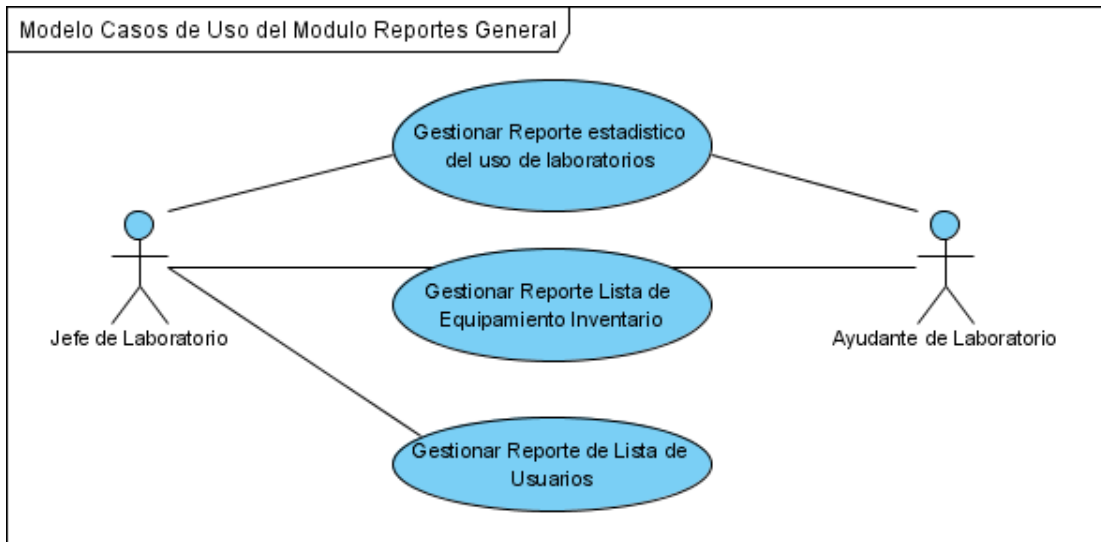 Modelo Casos de Uso del Modulo Reportes General
Gestionar Reporte estadistico
del uso de laboratorios
Gestionar Reporte Lista de
Equipamiento Inventario
Jefe de Laboratorio
Ayudante de Laboratorio
Gestionar Reporte de Lista de
Usuarios